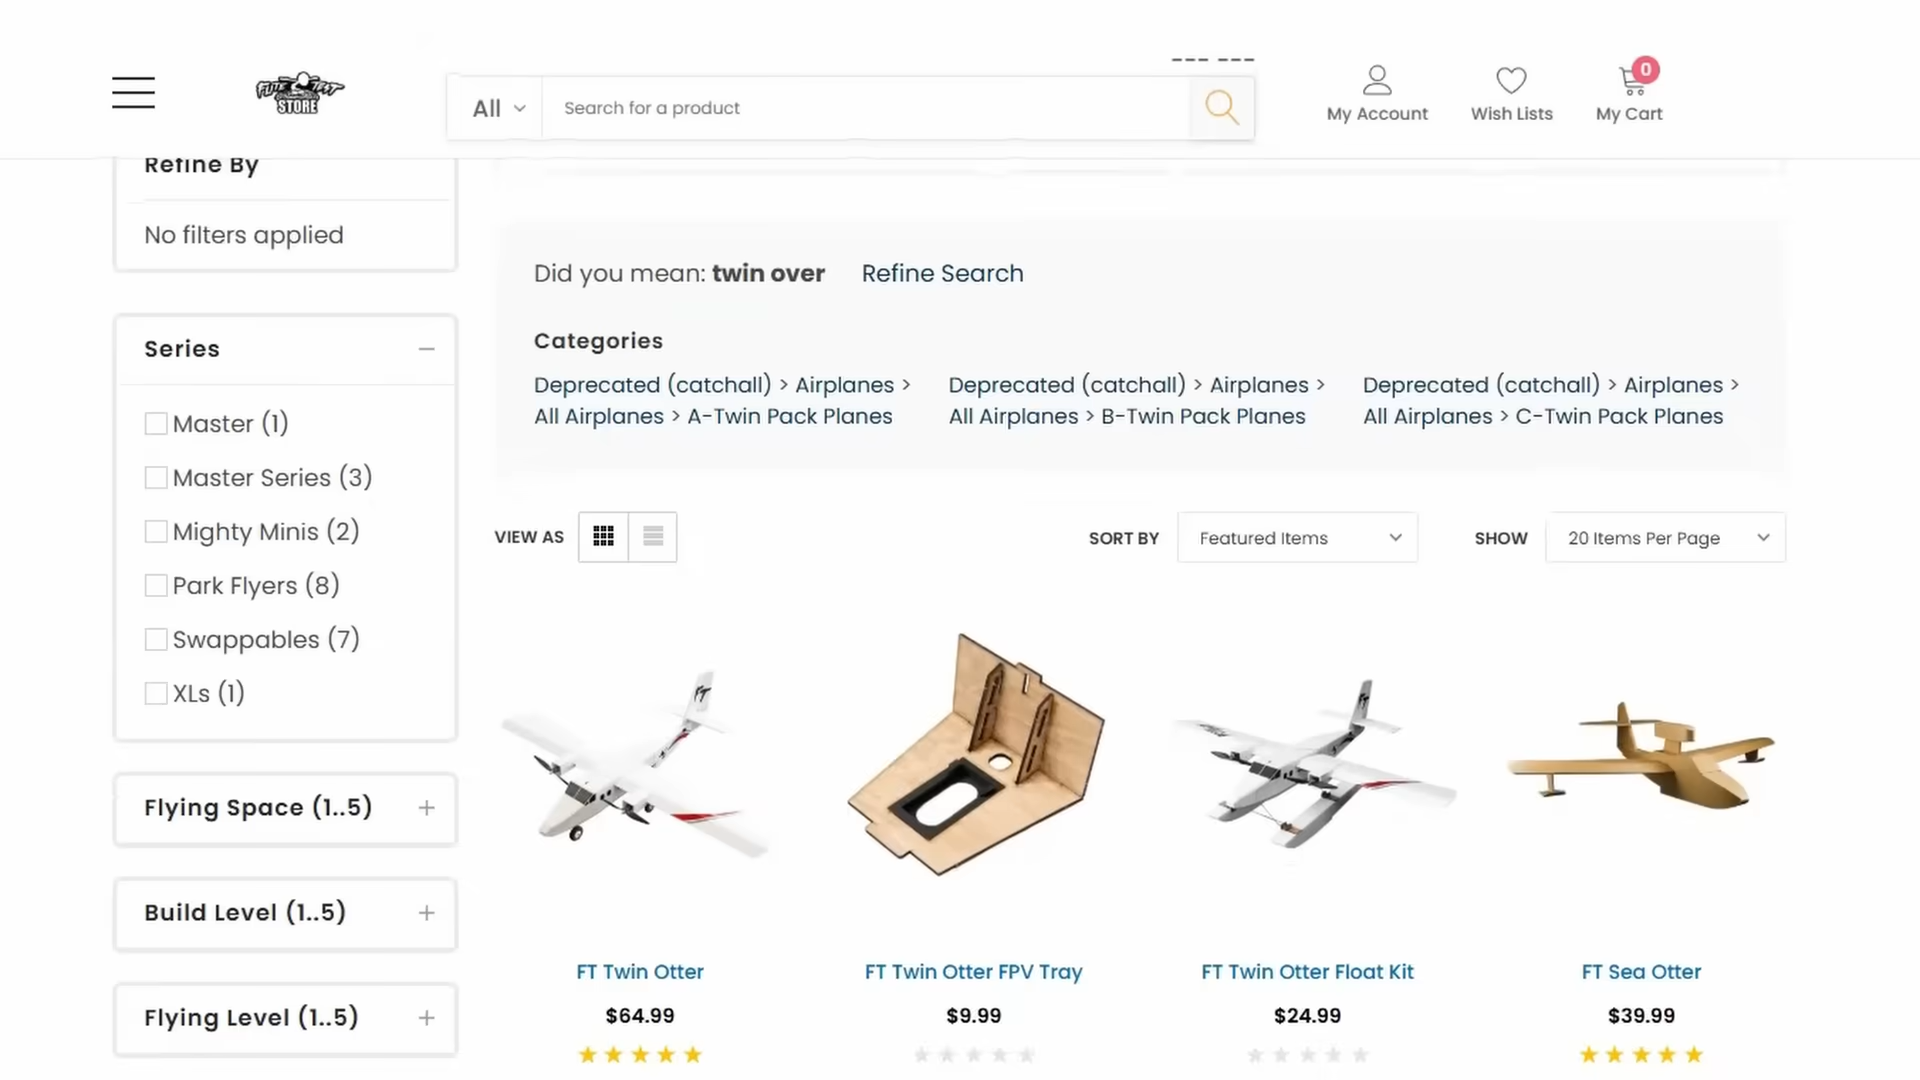 FLITE TEST
STORE
All
Search for a product
My Account
Wish Lists
0
My Cart
Refine By
No filters applied
Series
Master (1)
Master Series (3)
Mighty Minis (2)
Park Flyers (8)
Swappables (7)
XLs (1)
Flying Space (1..5)
Build Level (1..5)
Flying Level (1..5)
Did you mean: twin over Refine Search
Categories
Deprecated (catchall) > Airplanes >
All Airplanes > A-Twin Pack Planes
Deprecated (catchall) > Airplanes >
All Airplanes > B-Twin Pack Planes
Deprecated (catchall) > Airplanes >
All Airplanes > C-Twin Pack Planes
VIEW AS
SORT BY
Featured Items
SHOW
20 Items Per Page
FT
FT
FT Twin Otter
$64.99
FT Twin Otter FPV Tray
$9.99
FT Twin Otter Float Kit
$24.99
FT Sea Otter
$39.99